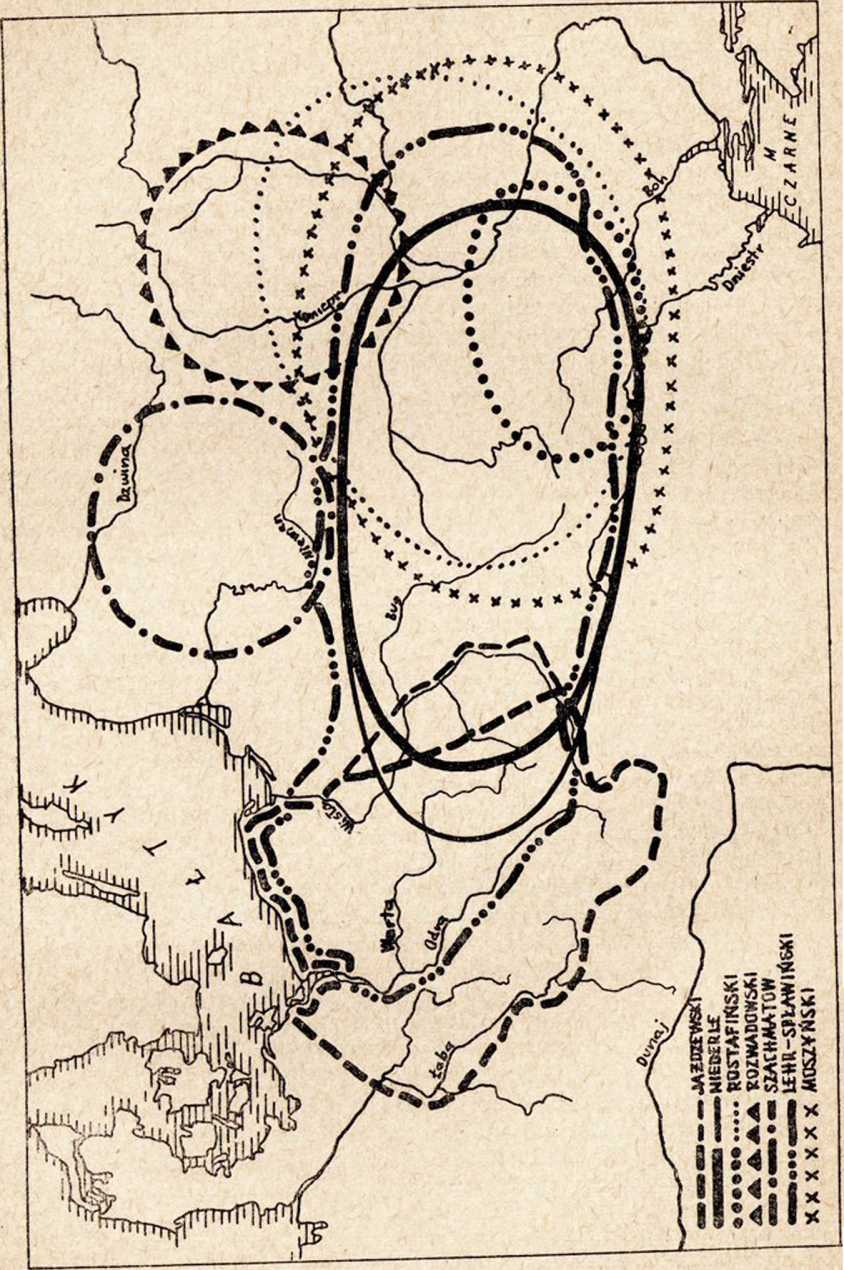 B A Ł T Y K
Dzwina
Niemen
Dniepr
Wisła
Bug
Warta
Odra
Łaba
Boh
Dniestr
Dunaj
M
CZARNE
JAŻDŻEWSKI
NIEDERLE
ROSTAFIŃSKI
ROZWADOWSKI
SZACHMATOW
LEHR-SPŁAWIŃSKI
MOSZYŃSKI